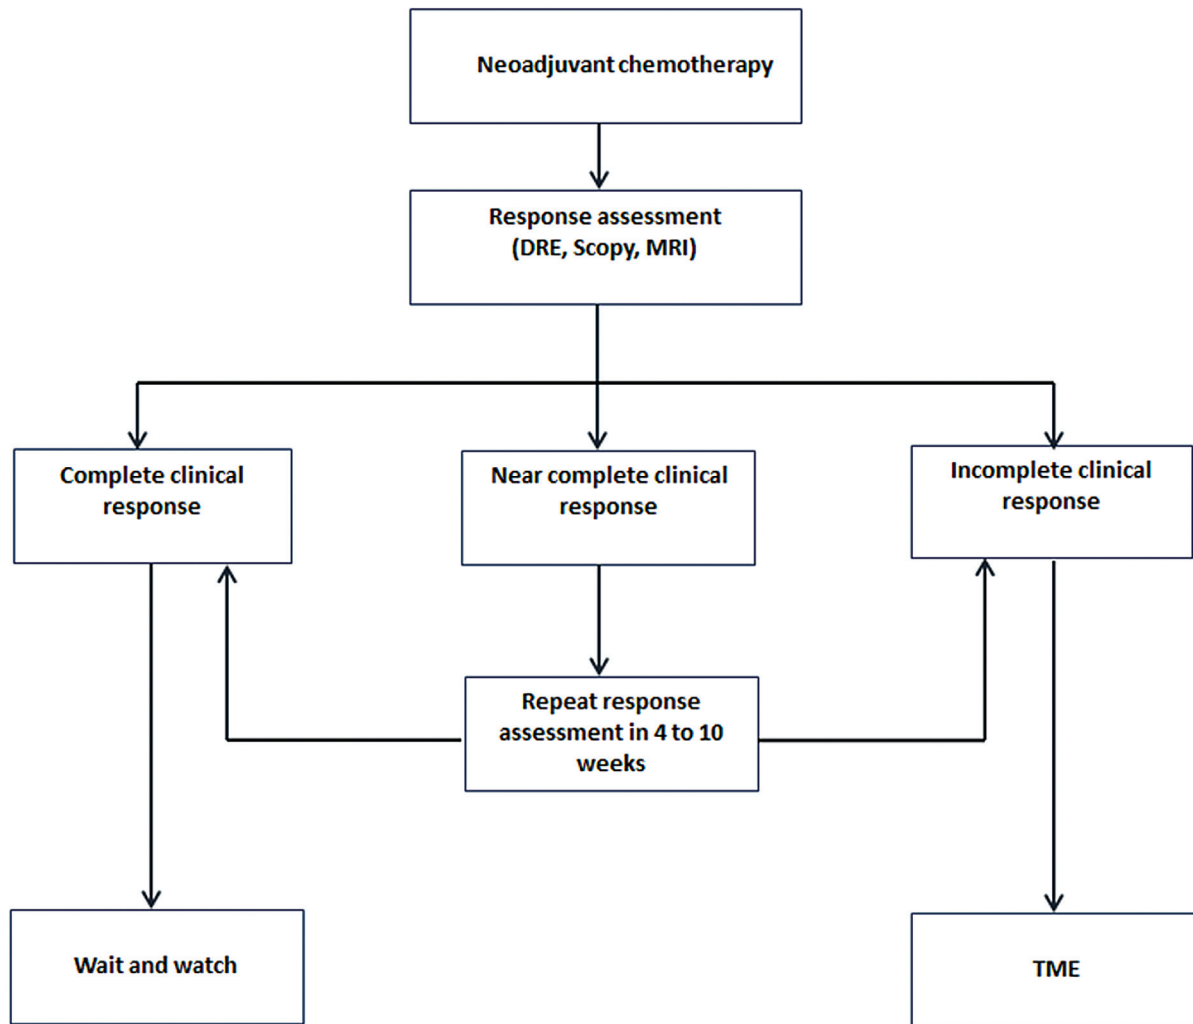 Neoadjuvant chemotherapy
Response assessment
(DRE, Scopy, MRI)
Complete clinical
response
Near complete clinical
response
Incomplete clinical
response
Repeat response
assessment in 4 to 10
weeks
Wait and watch
TME